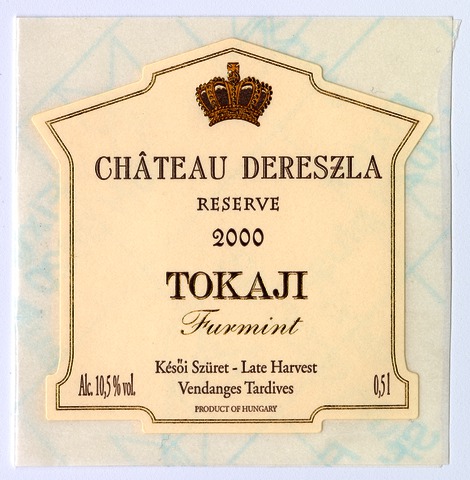 CHÂTEAU DERESZLA
RESERVE
2000
TOKAJI
Furmint
Késői Szüret - Late Harvest
Alc. 10,5 % vol.
Vendanges Tardives
0,5 l
PRODUCT OF HUNGARY